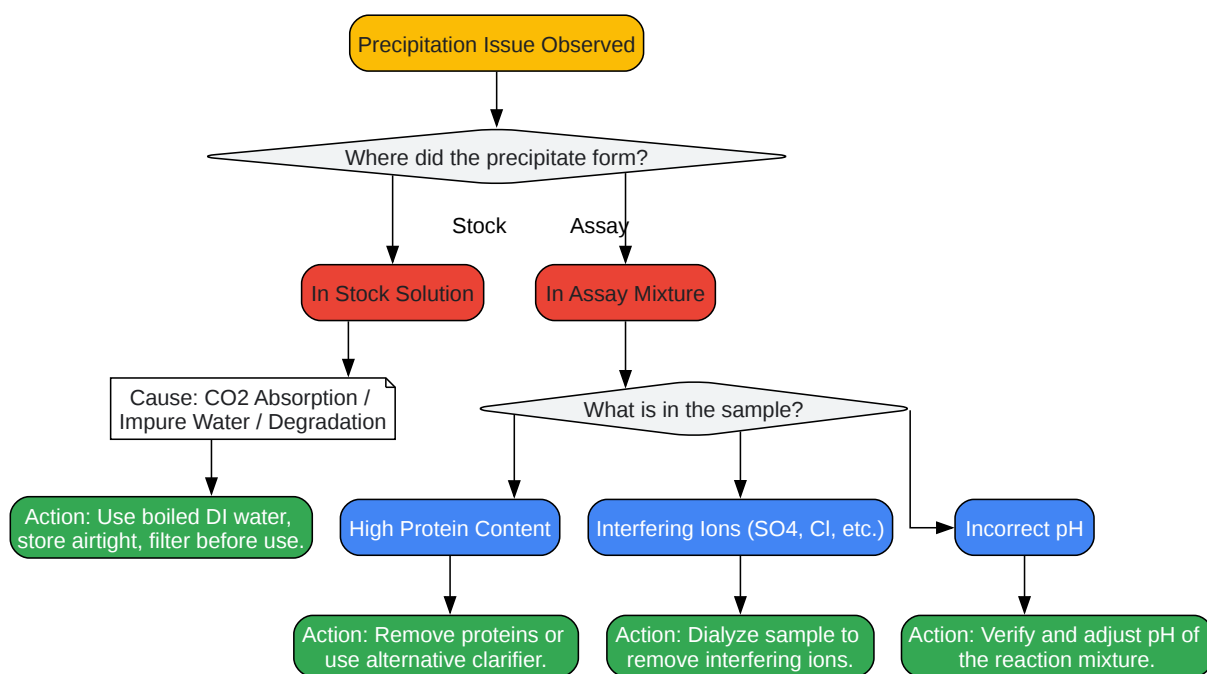 Precipitation Issue Observed
Where did the precipitate form?
Stock
Assay
In Stock Solution
In Assay Mixture
Cause: CO2 Absorption /
Impure Water / Degradation
What is in the sample?
Action: Use boiled DI water,
store airtight, filter before use.
High Protein Content
Interfering Ions (SO4, Cl, etc.)
Incorrect pH
Action: Remove proteins or
use alternative clarifier.
Action: Dialyze sample to
remove interfering ions.
Action: Verify and adjust pH of
the reaction mixture.